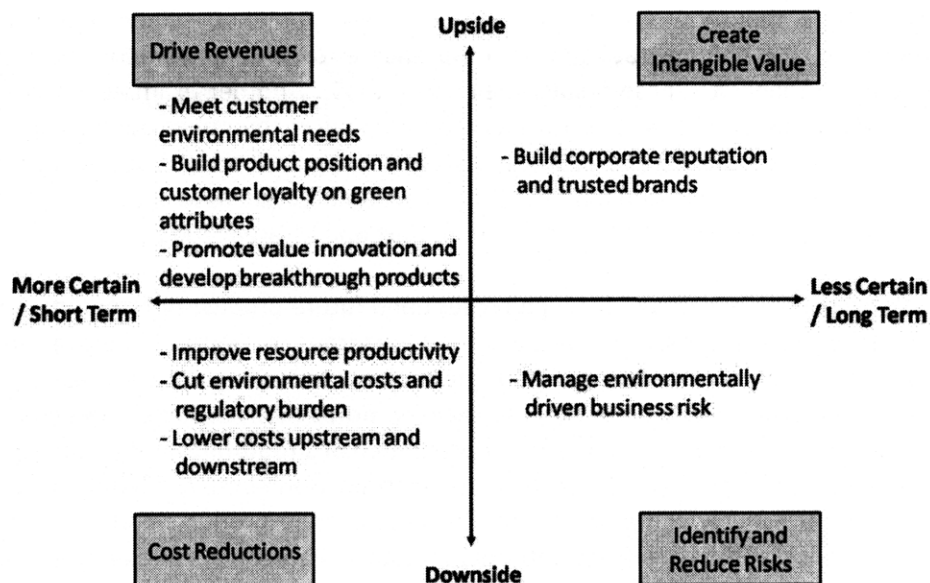 Drive Revenues
Upside
Create
Intangible Value
- Meet customer
environmental needs
- Build product position and
customer loyalty on green
attributes
- Promote value innovation and
develop breakthrough products
- Build corporate reputation
and trusted brands
More Certain
/ Short Term
Less Certain
/ Long Term
- Improve resource productivity
- Cut environmental costs and
regulatory burden
- Lower costs upstream and
downstream
- Manage environmentally
driven business risk
Cost Reductions
Downside
Identify and
Reduce Risks